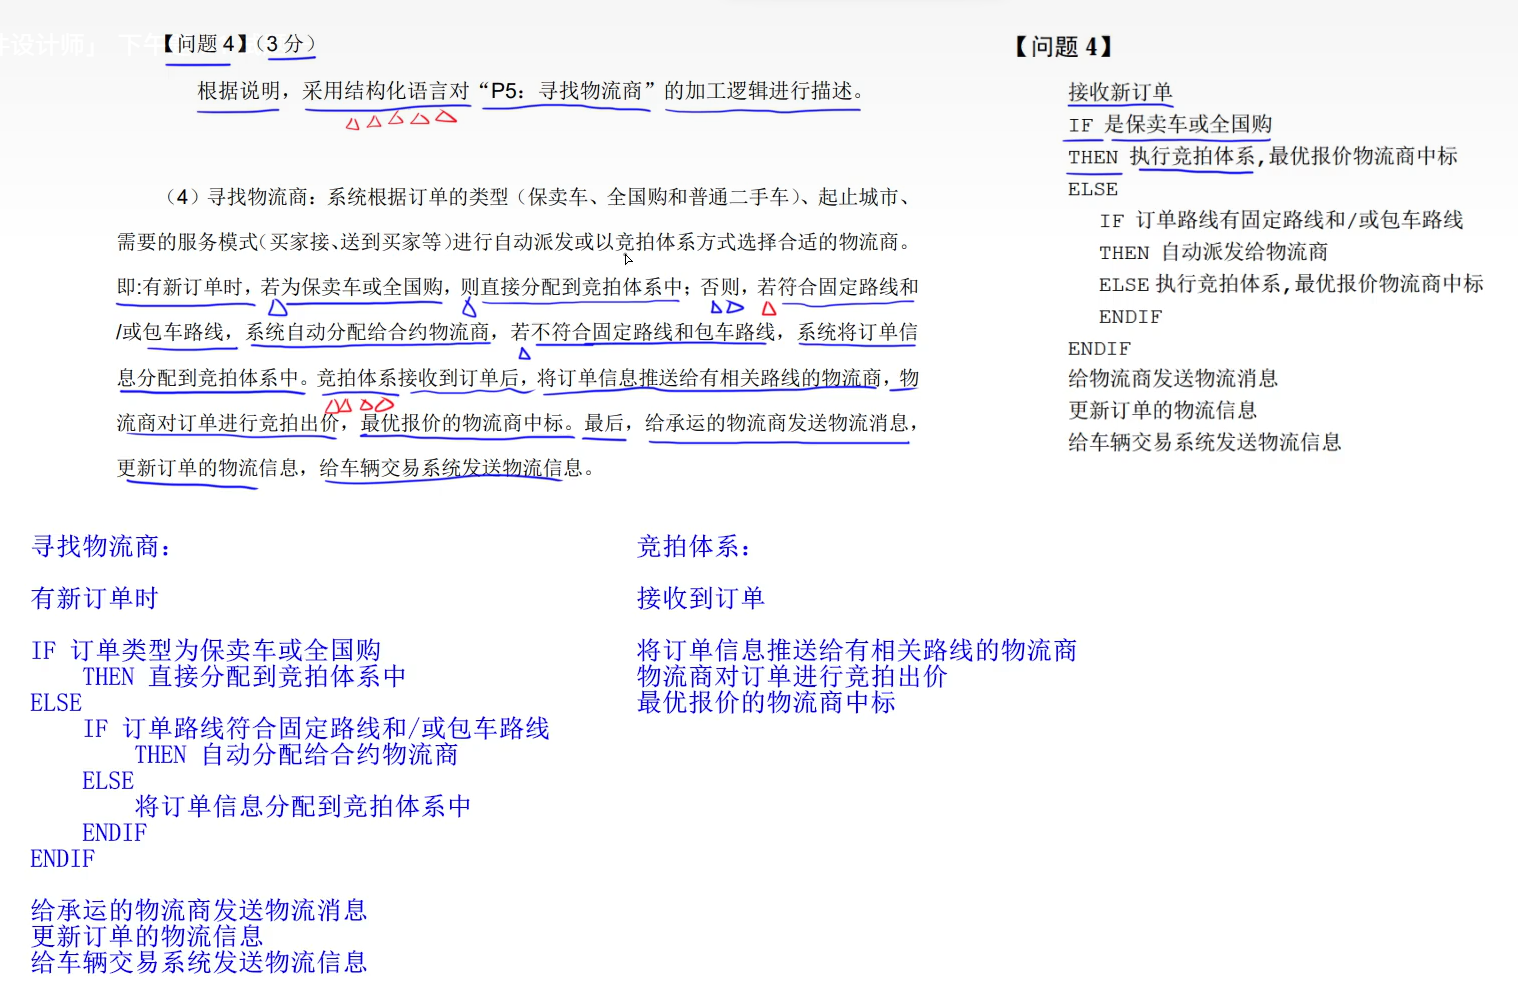 件设计师」 下午
【问题 4】（3 分）
根据说明，采用结构化语言对“P5：寻找物流商”的加工逻辑进行描述。
（4）寻找物流商：系统根据订单的类型（保卖车、全国购和普通二手车）、起止城市、
需要的服务模式（买家接、送到买家等）进行自动派发或以竞拍体系方式选择合适的物流商。
即:有新订单时，若为保卖车或全国购，则直接分配到竞拍体系中；否则，若符合固定路线和
/或包车路线，系统自动分配给合约物流商，若不符合固定路线和包车路线，系统将订单信
息分配到竞拍体系中。竞拍体系接收到订单后，将订单信息推送给有相关路线的物流商，物
流商对订单进行竞拍出价，最优报价的物流商中标。最后，给承运的物流商发送物流消息，
更新订单的物流信息，给车辆交易系统发送物流信息。
【问题 4】
接收新订单
IF 是保卖车或全国购
THEN 执行竞拍体系,最优报价物流商中标
ELSE
IF 订单路线有固定路线和/或包车路线
THEN 自动派发给物流商
ELSE 执行竞拍体系,最优报价物流商中标
ENDIF
ENDIF
给物流商发送物流消息
更新订单的物流信息
给车辆交易系统发送物流信息
寻找物流商：
有新订单时
IF 订单类型为保卖车或全国购
THEN 直接分配到竞拍体系中
ELSE
IF 订单路线符合固定路线和/或包车路线
THEN 自动分配给合约物流商
ELSE
将订单信息分配到竞拍体系中
ENDIF
ENDIF
给承运的物流商发送物流消息
更新订单的物流信息
给车辆交易系统发送物流信息
竞拍体系：
接收到订单
将订单信息推送给有相关路线的物流商
物流商对订单进行竞拍出价
最优报价的物流商中标